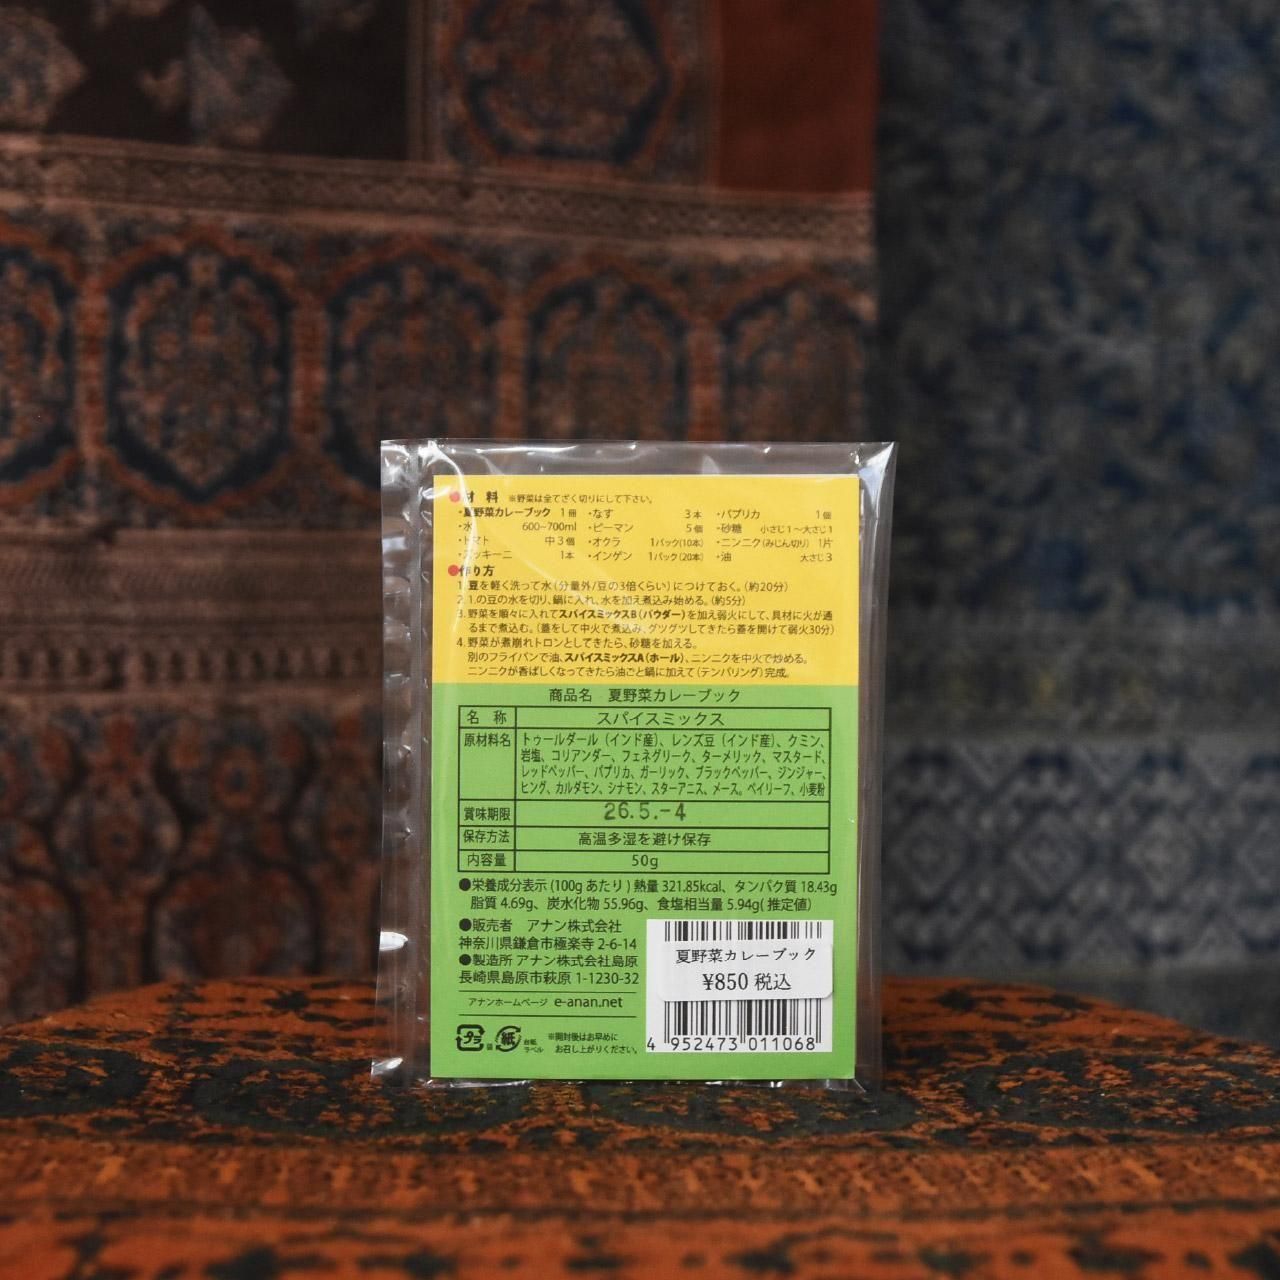 ●材 料 ※野菜は全てざく切りにして下さい。
・夏野菜カレーブック 1冊 ・なす 3本 ・パプリカ 1個
・水 600~700ml ・ピーマン 5個 ・砂糖 小さじ1~大さじ1
・トマト 中3個 ・オクラ 1パック(10本) ・ニンニク(みじん切り) 1片
・ズッキーニ 1本 ・インゲン 1パック(20本) ・油 大さじ3
●作り方
1. 豆を軽く洗って水(分量外/豆の3倍くらい)につけておく。(約20分)
2. 1.の豆の水を切り、鍋に入れ、水を加え煮込み始める。(約5分)
3. 野菜を順々に入れてスパイスミックスB(パウダー)を加え弱火にして、具材に火が通
るまで煮込む。(蓋をして中火で煮込み、グツグツしてきたら蓋を開けて弱火30分)
4. 野菜が煮崩れトロンとしてきたら、砂糖を加える。
別のフライパンで油、スパイスミックスA(ホール)、ニンニクを中火で炒める。
ニンニクが香ばしくなってきたら油ごと鍋に加えて(テンパリング)完成。
商品名 夏野菜カレーブック
名 称 スパイスミックス
原材料名 トゥールダール(インド産)、レンズ豆(インド産)、クミン、
岩塩、コリアンダー、フェネグリーク、ターメリック、マスタード、
レッドペッパー、パプリカ、ガーリック、ブラックペッパー、ジンジャー、
ヒング、カルダモン、シナモン、スターアニス、メース。ベイリーフ、小麦粉
賞味期限 26.5.-4
保存方法 高温多湿を避け保存
内容量 50g
●栄養成分表示(100gあたり)熱量 321.85kcal、タンパク質 18.43g
脂質 4.69g、炭水化物 55.96g、食塩相当量 5.94g(推定値)
●販売者 アナン株式会社
神奈川県鎌倉市極楽寺 2-6-14
●製造所 アナン株式会社島原
長崎県島原市萩原 1-1230-32
アナンホームページ e-anan.net
プラ 袋 紙 台紙 ラベル ※開封後はお早めに
お召し上がりください。
夏野菜カレーブック
¥850 税込
4 952473 011068